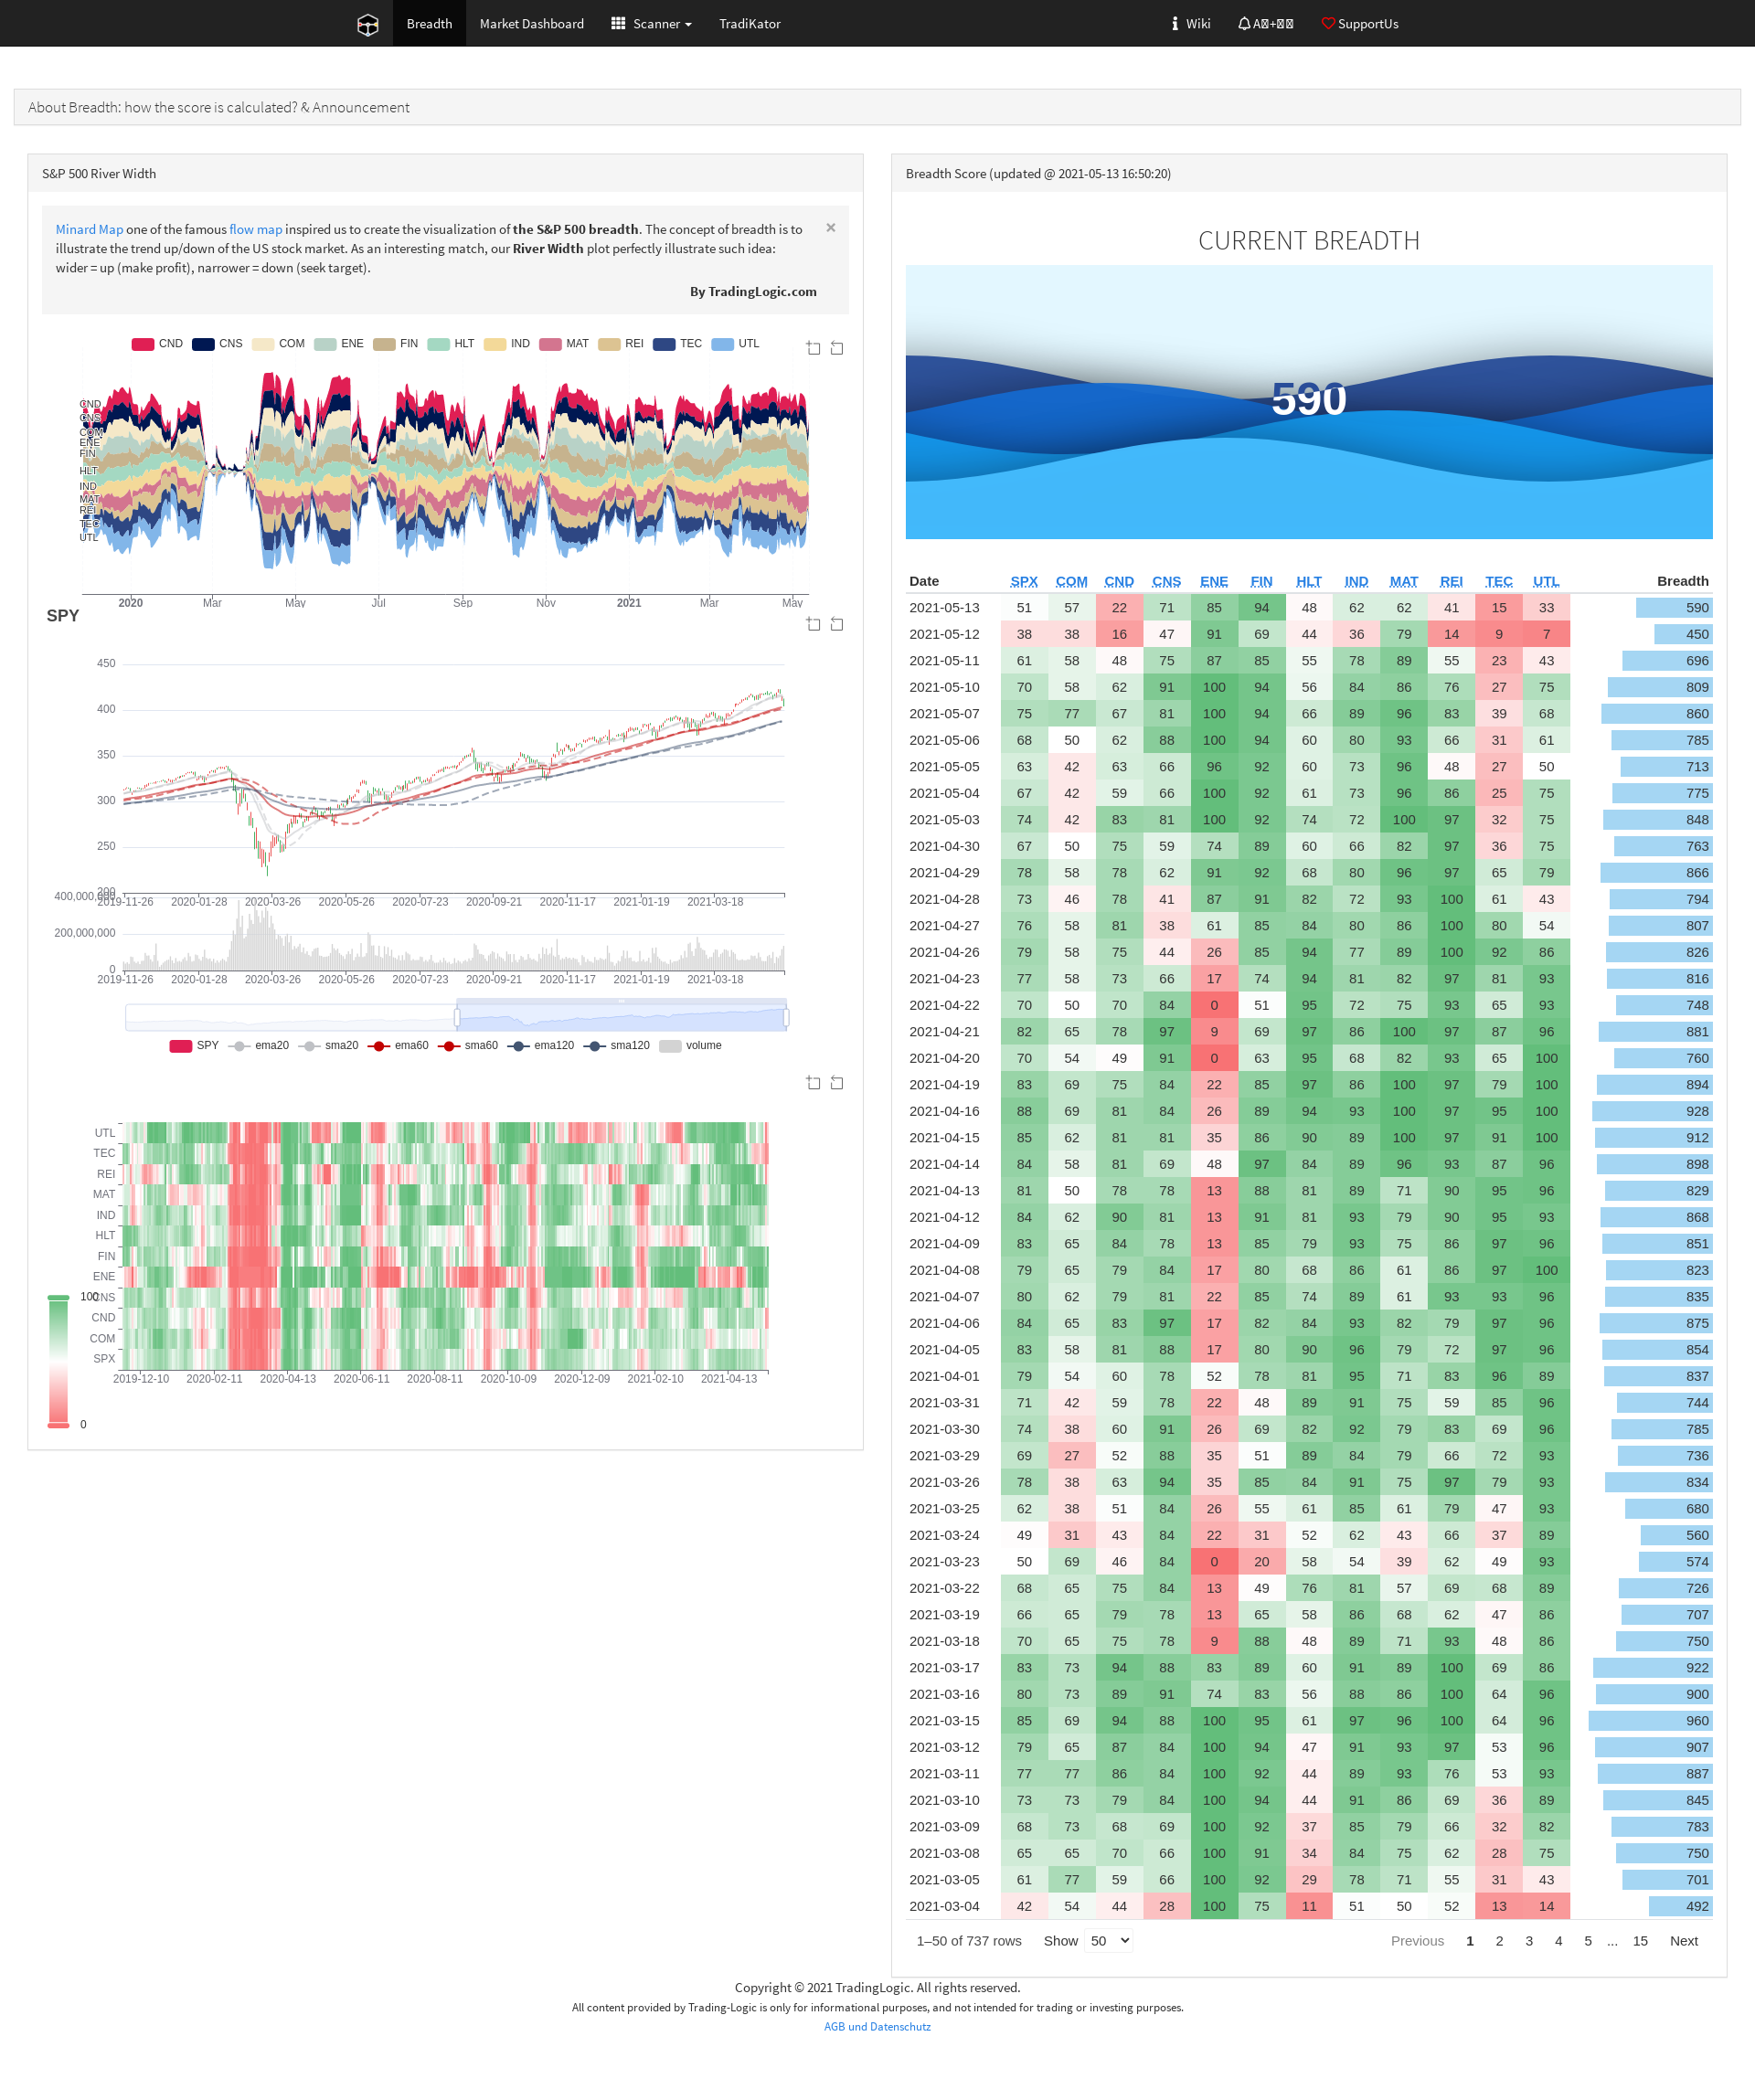 Breadth Market Dashboard Scanner TradiKator Wiki SupportUs
About Breadth: how the score is calculated? & Announcement
S&P 500 River Width
Minard Map one of the famous flow map inspired us to create the visualization of the S&P 500 breadth. The concept of breadth is to
illustrate the trend up/down of the US stock market. As an interesting match, our River Width plot perfectly illustrate such idea:
wider = up (make profit), narrower = down (seek target).
×
By TradingLogic.com
CND CNS COM ENE FIN HLT IND MAT REI TEC UTL
CND
CNS
COM
ENE
FIN
HLT
IND
MAT
REI
TEC
UTL
2020 Mar May Jul Sep Nov 2021 Mar May
SPY
450
400
350
300
250
200
2019-11-26 2020-01-28 2020-03-26 2020-05-26 2020-07-23 2020-09-21 2020-11-17 2021-01-19 2021-03-18
400,000,000
200,000,000
0
2019-11-26 2020-01-28 2020-03-26 2020-05-26 2020-07-23 2020-09-21 2020-11-17 2021-01-19 2021-03-18
SPY ema20 sma20 ema60 sma60 ema120 sma120 volume
UTL
TEC
REI
MAT
IND
HLT
FIN
ENE
CNS
CND
COM
SPX
100
0
2019-12-10 2020-02-11 2020-04-13 2020-06-11 2020-08-11 2020-10-09 2020-12-09 2021-02-10 2021-04-13
Breadth Score (updated @ 2021-05-13 16:50:20)
CURRENT BREADTH
590
Date SPX COM CND CNS ENE FIN HLT IND MAT REI TEC UTL Breadth
2021-05-13 51 57 22 71 85 94 48 62 62 41 15 33 590
2021-05-12 38 38 16 47 91 69 44 36 79 14 9 7 450
2021-05-11 61 58 48 75 87 85 55 78 89 55 23 43 696
2021-05-10 70 58 62 91 100 94 56 84 86 76 27 75 809
2021-05-07 75 77 67 81 100 94 66 89 96 83 39 68 860
2021-05-06 68 50 62 88 100 94 60 80 93 66 31 61 785
2021-05-05 63 42 63 66 96 92 60 73 96 48 27 50 713
2021-05-04 67 42 59 66 100 92 61 73 96 86 25 75 775
2021-05-03 74 42 83 81 100 92 74 72 100 97 32 75 848
2021-04-30 67 50 75 59 74 89 60 66 82 97 36 75 763
2021-04-29 78 58 78 62 91 92 68 80 96 97 65 79 866
2021-04-28 73 46 78 41 87 91 82 72 93 100 61 43 794
2021-04-27 76 58 81 38 61 85 84 80 86 100 80 54 807
2021-04-26 79 58 75 44 26 85 94 77 89 100 92 86 826
2021-04-23 77 58 73 66 17 74 94 81 82 97 81 93 816
2021-04-22 70 50 70 84 0 51 95 72 75 93 65 93 748
2021-04-21 82 65 78 97 9 69 97 86 100 97 87 96 881
2021-04-20 70 54 49 91 0 63 95 68 82 93 65 100 760
2021-04-19 83 69 75 84 22 85 97 86 100 97 79 100 894
2021-04-16 88 69 81 84 26 89 94 93 100 97 95 100 928
2021-04-15 85 62 81 81 35 86 90 89 100 97 91 100 912
2021-04-14 84 58 81 69 48 97 84 89 96 93 87 96 898
2021-04-13 81 50 78 78 13 88 81 89 71 90 95 96 829
2021-04-12 84 62 90 81 13 91 81 93 79 90 95 93 868
2021-04-09 83 65 84 78 13 85 79 93 75 86 97 96 851
2021-04-08 79 65 79 84 17 80 68 86 61 86 97 100 823
2021-04-07 80 62 79 81 22 85 74 89 61 93 93 96 835
2021-04-06 84 65 83 97 17 82 84 93 82 79 97 96 875
2021-04-05 83 58 81 88 17 80 90 96 79 72 97 96 854
2021-04-01 79 54 60 78 52 78 81 95 71 83 96 89 837
2021-03-31 71 42 59 78 22 48 89 91 75 59 85 96 744
2021-03-30 74 38 60 91 26 69 82 92 79 83 69 96 785
2021-03-29 69 27 52 88 35 51 89 84 79 66 72 93 736
2021-03-26 78 38 63 94 35 85 84 91 75 97 79 93 834
2021-03-25 62 38 51 84 26 55 61 85 61 79 47 93 680
2021-03-24 49 31 43 84 22 31 52 62 43 66 37 89 560
2021-03-23 50 69 46 84 0 20 58 54 39 62 49 93 574
2021-03-22 68 65 75 84 13 49 76 81 57 69 68 89 726
2021-03-19 66 65 79 78 13 65 58 86 68 62 47 86 707
2021-03-18 70 65 75 78 9 88 48 89 71 93 48 86 750
2021-03-17 83 73 94 88 83 89 60 91 89 100 69 86 922
2021-03-16 80 73 89 91 74 83 56 88 86 100 64 96 900
2021-03-15 85 69 94 88 100 95 61 97 96 100 64 96 960
2021-03-12 79 65 87 84 100 94 47 91 93 97 53 96 907
2021-03-11 77 77 86 84 100 92 44 89 93 76 53 93 887
2021-03-10 73 73 79 84 100 94 44 91 86 69 36 89 845
2021-03-09 68 73 68 69 100 92 37 85 79 66 32 82 783
2021-03-08 65 65 70 66 100 91 34 84 75 62 28 75 750
2021-03-05 61 77 59 66 100 92 29 78 71 55 31 43 701
2021-03-04 42 54 44 28 100 75 11 51 50 52 13 14 492
1–50 of 737 rows Show 50 Previous 1 2 3 4 5 ... 15 Next
Copyright © 2021 TradingLogic. All rights reserved.
All content provided by Trading-Logic is only for informational purposes, and not intended for trading or investing purposes.
AGB und Datenschutz